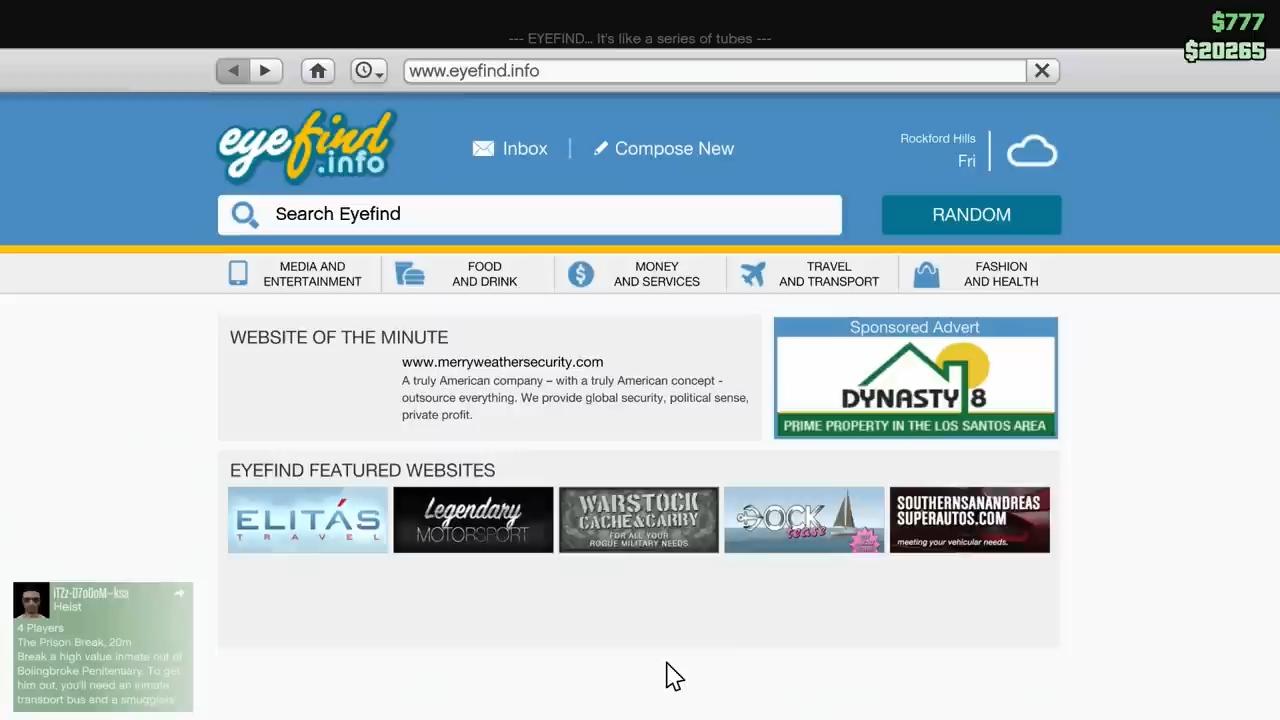 --- EYEFIND... It's like a series of tubes ---
$777
$20265
www.eyefind.info
eyefind
.info
Inbox
Compose New
Rockford Hills
Fri
Search Eyefind
RANDOM
MEDIA AND
ENTERTAINMENT
FOOD
AND DRINK
MONEY
AND SERVICES
TRAVEL
AND TRANSPORT
FASHION
AND HEALTH
WEBSITE OF THE MINUTE
www.merryweathersecurity.com
A truly American company – with a truly American concept -
outsource everything. We provide global security, political sense,
private profit.
Sponsored Advert
DYNASTY 8
PRIME PROPERTY IN THE LOS SANTOS AREA
EYEFIND FEATURED WEBSITES
ELITÁS
TRAVEL
Legendary
MOTORSPORT
WARSTOCK
CACHE&CARRY
FOR ALL YOUR
ROGUE MILITARY NEEDS
DOCK
tease
SOUTHERNSANANDREAS
SUPERAUTOS.COM
meeting your vehicular needs.
Heist
4 Players
The Prison Break, 20m
Break a high value inmate out of
Bolingbroke Penitentiary. To get
him out, you'll need an inmate
transport bus and a smugglers